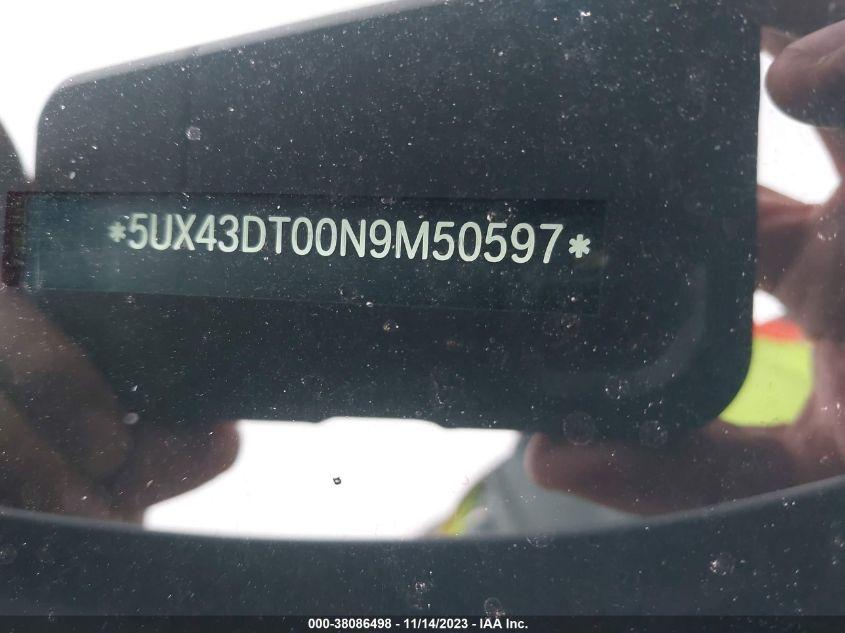 *5UX43DT00N9M50597*
000-38086498 - 11/14/2023 - IAA Inc.